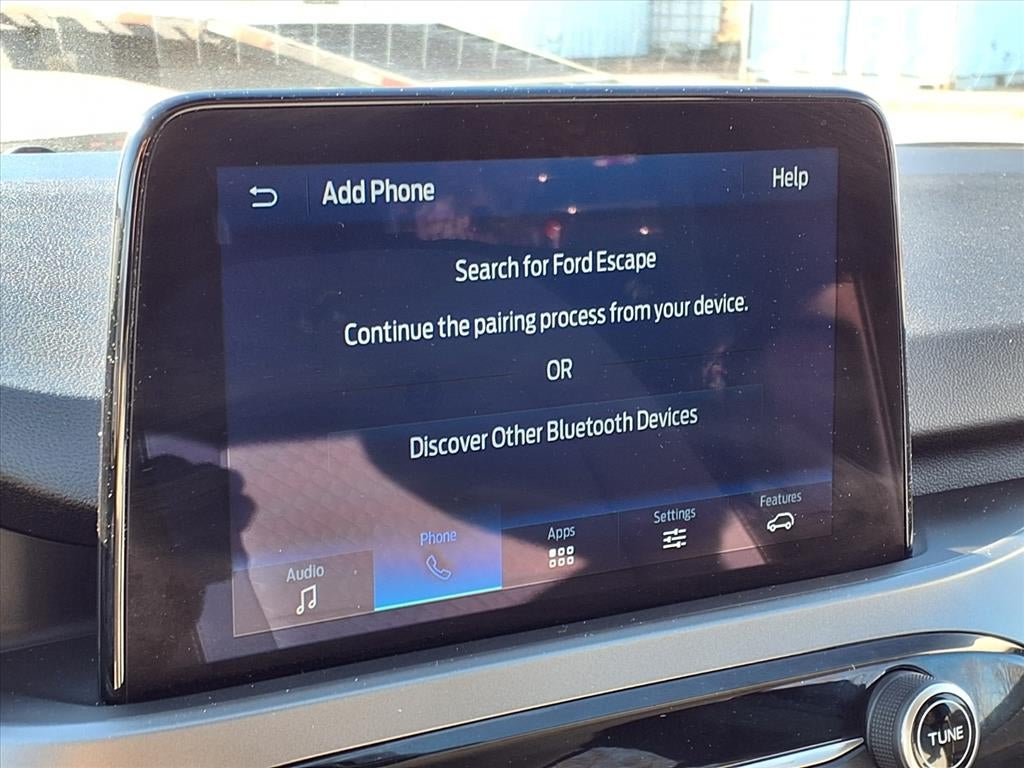 Add Phone
Help
Search for Ford Escape
Continue the pairing process from your device.
OR
Discover Other Bluetooth Devices
Audio
Phone
Apps
Settings
Features
TUNE